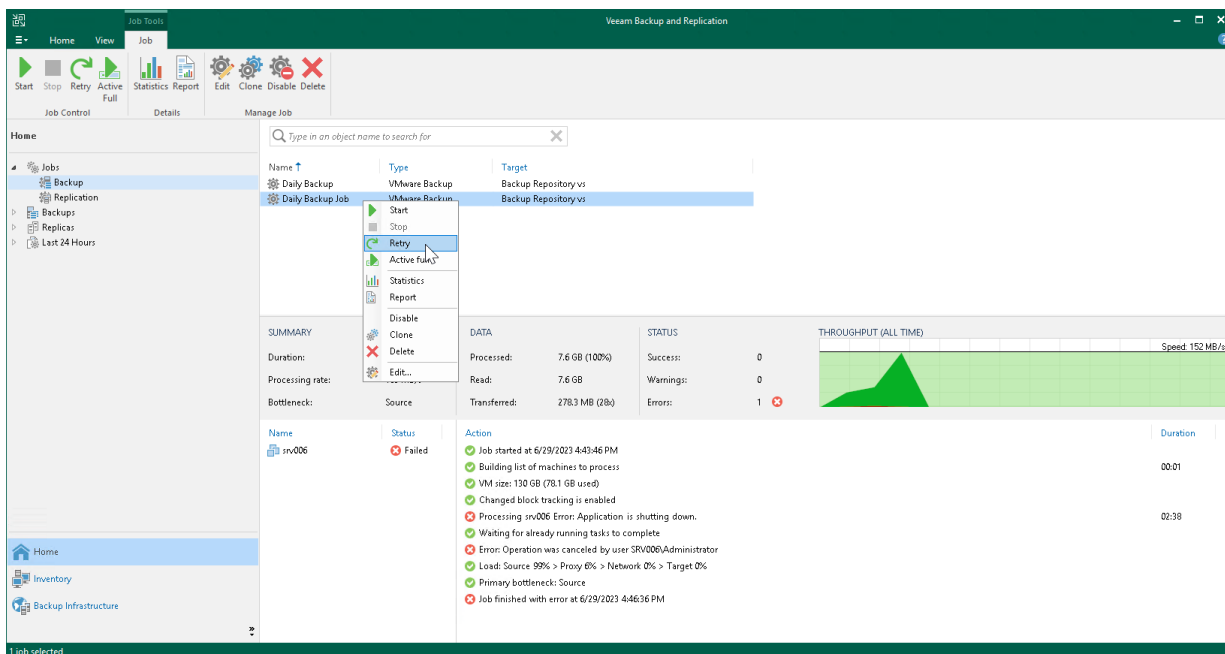 Job Tools
Veeam Backup and Replication
Home View Job
Start Stop Retry Active Full Statistics Report Edit Clone Disable Delete
Job Control Details Manage Job
Home
Type in an object name to search for
Jobs
Backup
Replication
Backups
Replicas
Last 24 Hours
Name Type Target
Daily Backup VMware Backup Backup Repository vs
Daily Backup Job VMware Backup Backup Repository vs
Start
Stop
Retry
Active full
Statistics
Report
Disable
Clone
Delete
Edit...
SUMMARY
Duration:
Processing rate:
Bottleneck: Source
DATA
Processed: 7.6 GB (100%)
Read: 7.6 GB
Transferred: 278.3 MB (28x)
STATUS
Success: 0
Warnings: 0
Errors: 1
THROUGHPUT (ALL TIME)
Speed: 152 MB/s
Name Status
srv006 Failed
Action Duration
Job started at 6/29/2023 4:43:46 PM
Building list of machines to process 00:01
VM size: 130 GB (78.1 GB used)
Changed block tracking is enabled
Processing srv006 Error: Application is shutting down. 02:38
Waiting for already running tasks to complete
Error: Operation was canceled by user SRV006\Administrator
Load: Source 99% > Proxy 6% > Network 0% > Target 0%
Primary bottleneck: Source
Job finished with error at 6/29/2023 4:46:36 PM
Home
Inventory
Backup Infrastructure
1 job selected